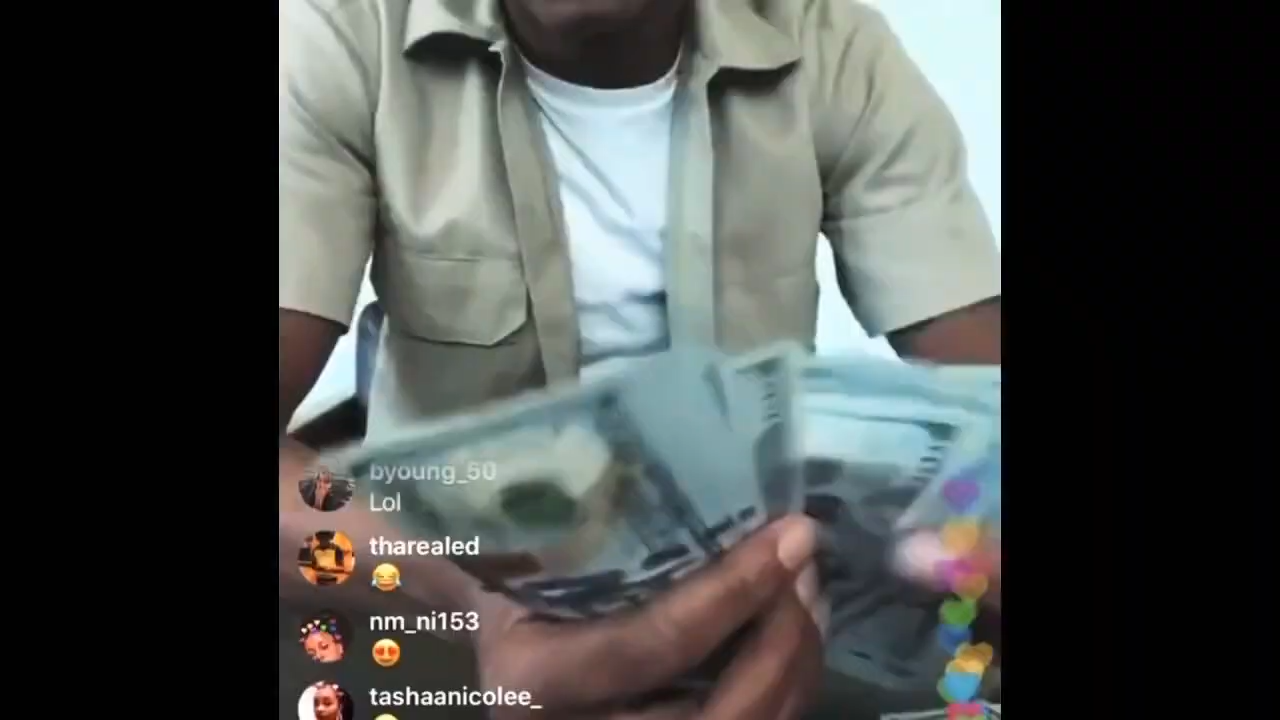 byoung_50
Lol
tharealed
😂
nm_ni153
😍
tashaanicolee_